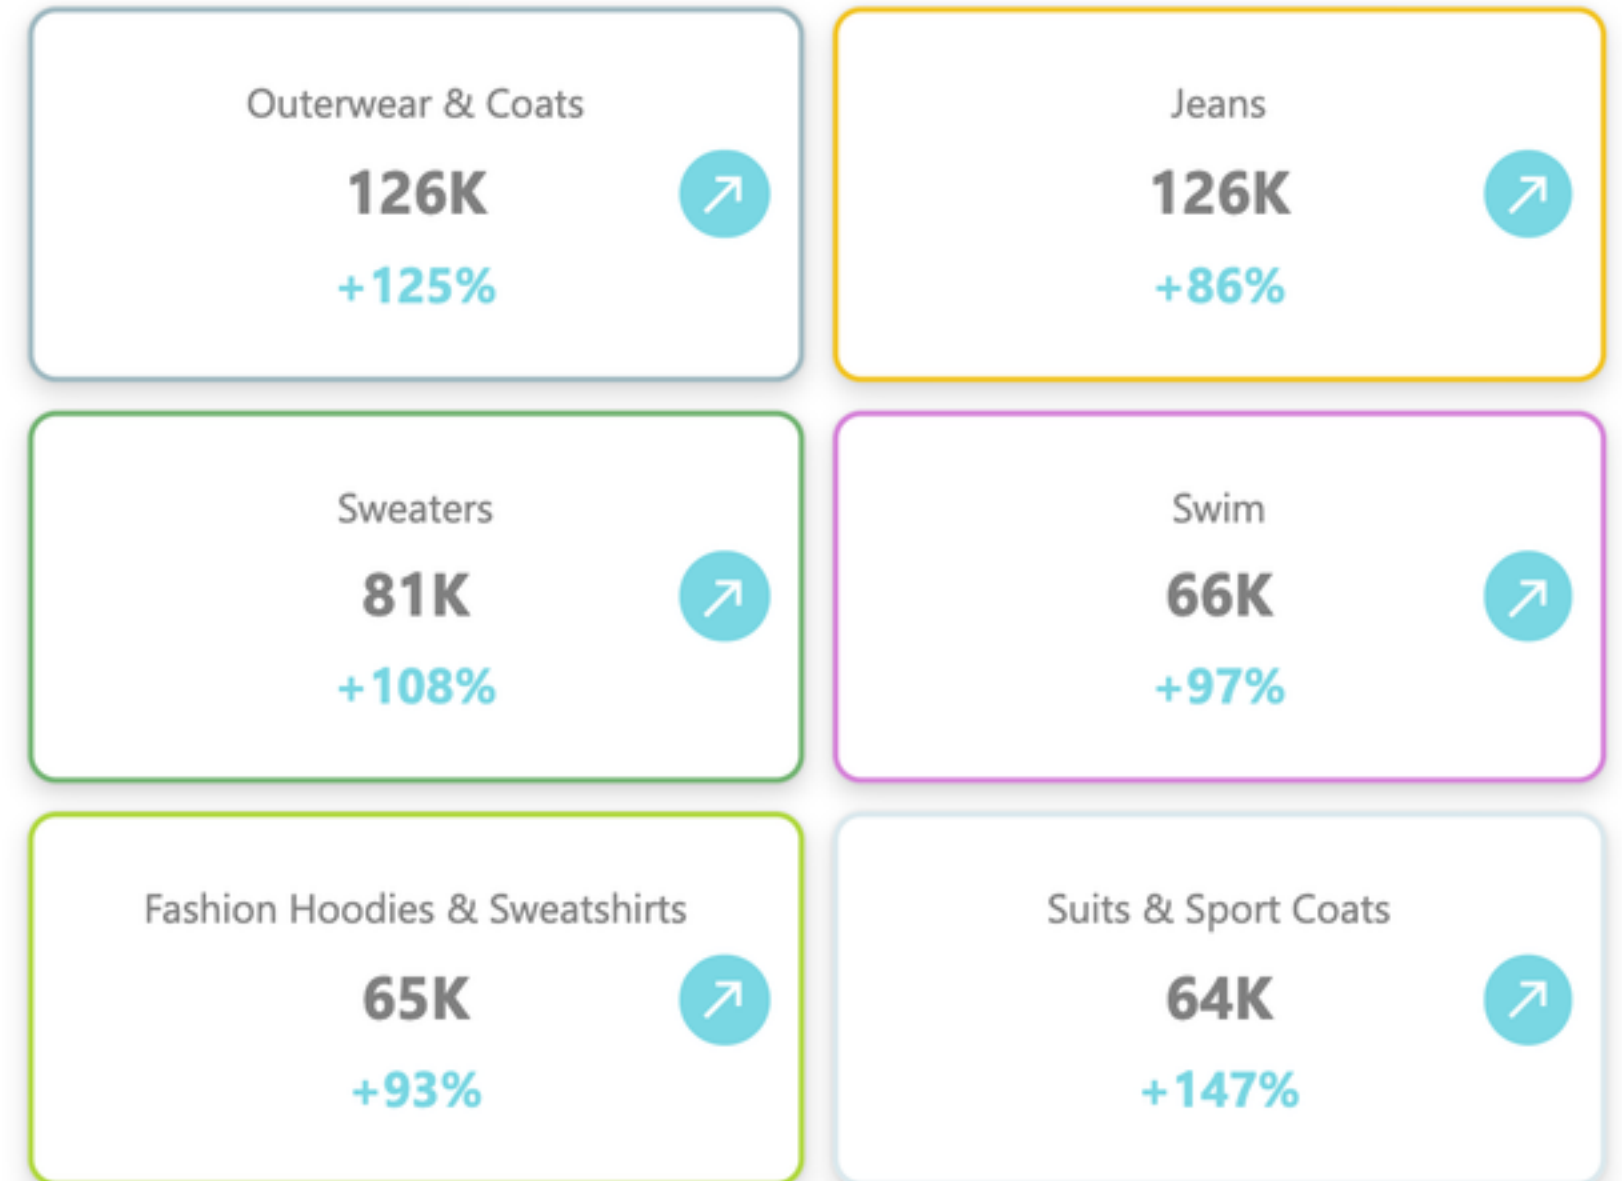 Outerwear & Coats
126K
+125%
Jeans
126K
+86%
Sweaters
81K
+108%
Swim
66K
+97%
Fashion Hoodies & Sweatshirts
65K
+93%
Suits & Sport Coats
64K
+147%